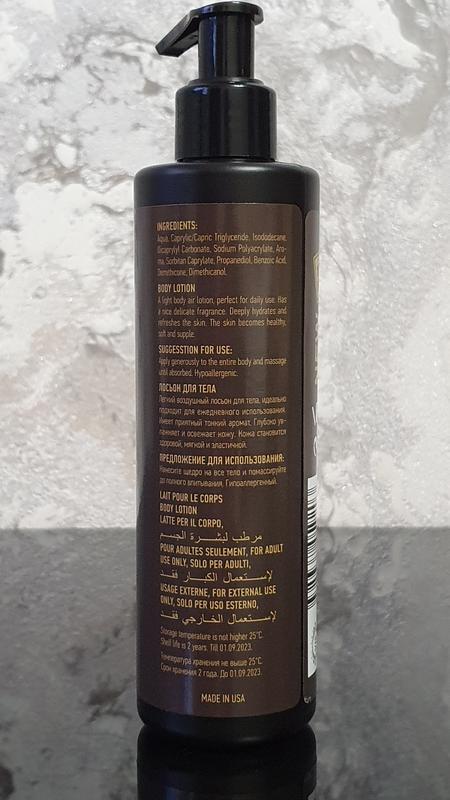 INGREDIENTS:
Aqua, Caprylic/Capric Triglyceride, Isododecane,
Dicaprylyl Carbonate, Sodium Polyacrylate, Aro-
ma, Sorbitan Caprylate, Propanediol, Benzoic Acid,
Dimethicone, Dimethiconol.
BODY LOTION
A light body air lotion, perfect for daily use. Has
a nice delicate fragrance. Deeply hydrates and
refreshes the skin. The skin becomes healthy,
soft and supple.
SUGGESSTION FOR USE:
Apply generously to the entire body and massage
until absorbed. Hypoallergenic.
ЛОСЬОН ДЛЯ ТЕЛА
Легкий воздушный лосьон для тела, идеально
подходит для ежедневного использования.
Имеет приятный тонкий аромат. Глубоко ув-
лажняет и освежает кожу. Кожа становится
здоровой, мягкой и эластичной.
ПРЕДЛОЖЕНИЕ ДЛЯ ИСПОЛЬЗОВАНИЯ:
Нанесите щедро на все тело и помассируйте
до полного впитывания. Гипоаллергенный.
LAIT POUR LE CORPS
BODY LOTION
LATTE PER IL CORPO,
مرطب لبشرة الجسم
POUR ADULTES SEULEMENT, FOR ADULT
USE ONLY, SOLO PER ADULTI,
لإستعمال الكبار فقد
USAGE EXTERNE, FOR EXTERNAL USE
ONLY, SOLO PER USO ESTERNO,
لإستعمال الخارجي فقد
Storage temperature is not higher 25°C.
Shelf life is 2 years. Till 01.09.2023.
Температура хранения не выше 25°C.
Срок хранения 2 года. До 01.09.2023.
MADE IN USA